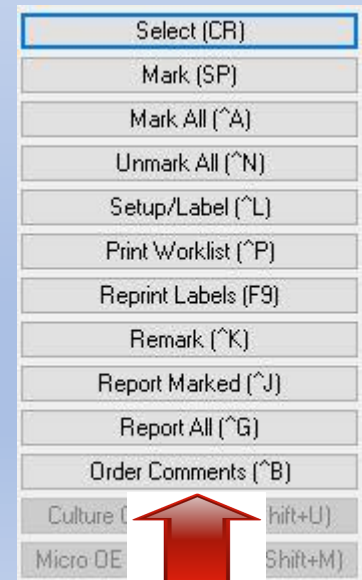 Select (CR)
Mark (SP)
Mark All (^A)
Unmark All (^N)
Setup/Label (^L)
Print Worklist (^P)
Reprint Labels (F9)
Remark (^K)
Report Marked (^J)
Report All (^G)
Order Comments (^B)
Culture hift+U)
Micro OE Shift+M)